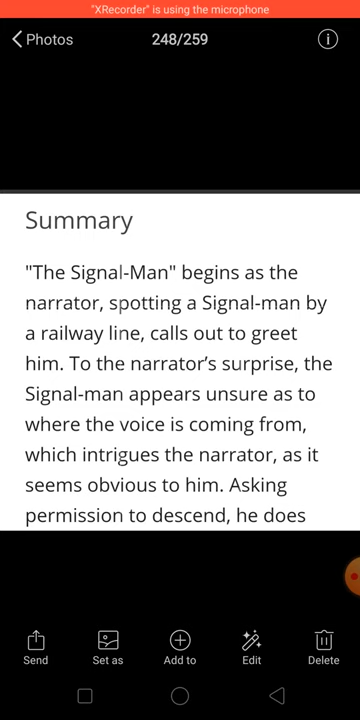 "XRecorder" is using the microphone
Photos 248/259
Summary
"The Signal-Man" begins as the
narrator, spotting a Signal-man by
a railway line, calls out to greet
him. To the narrator's surprise, the
Signal-man appears unsure as to
where the voice is coming from,
which intrigues the narrator, as it
seems obvious to him. Asking
permission to descend, he does
Send Set as Add to Edit Delete